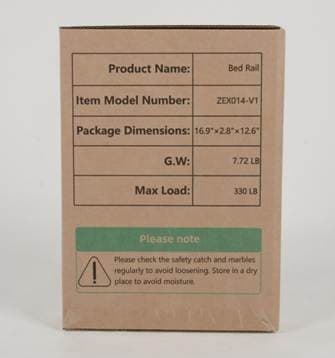 Product Name: Bed Rail
Item Model Number: ZEX014-V1
Package Dimensions: 16.9"×2.8"×12.6"
G.W: 7.72 LB
Max Load: 330 LB
Please note
Please check the safety catch and marbles
regularly to avoid loosening. Store in a dry
place to avoid moisture.